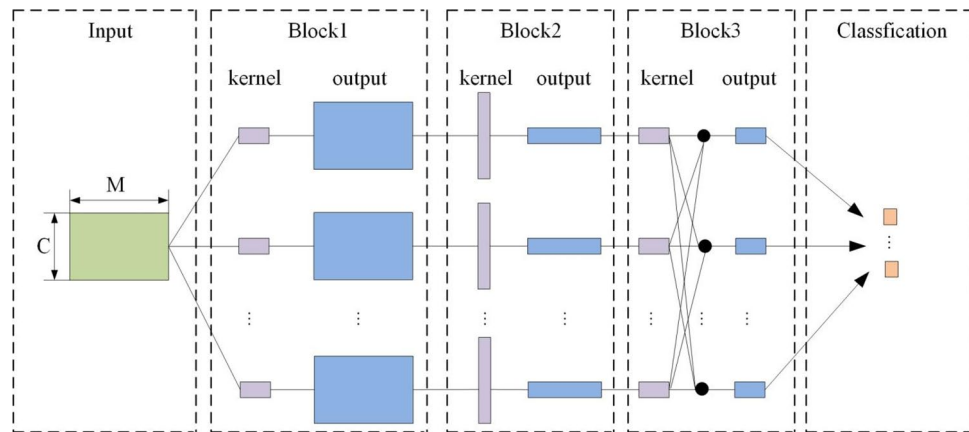 Input
Block1
Block2
Block3
Classfication
kernel
output
kernel
output
kernel
output
M
C
...
...
...
...
...
...
...
...